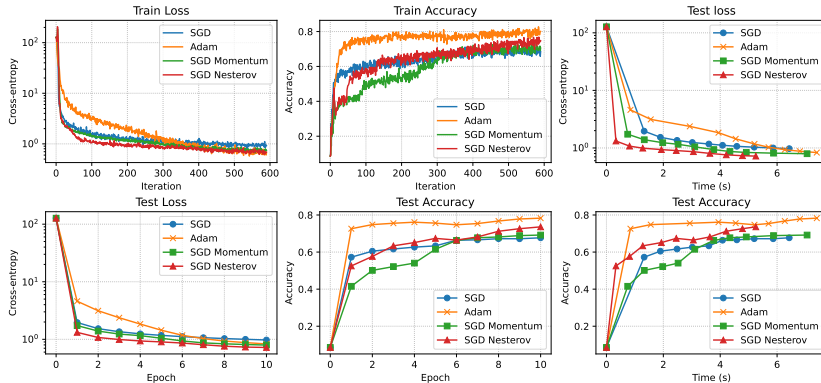 Train Loss
Cross-entropy
10²
10¹
10⁰
SGD
Adam
SGD Momentum
SGD Nesterov
0 100 200 300 400 500 600
Iteration
Train Accuracy
Accuracy
0.8
0.6
0.4
0.2
SGD
Adam
SGD Momentum
SGD Nesterov
0 100 200 300 400 500 600
Iteration
Test loss
Cross-entropy
10²
10¹
10⁰
SGD
Adam
SGD Momentum
SGD Nesterov
0 2 4 6
Time (s)
Test Loss
Cross-entropy
10²
10¹
10⁰
SGD
Adam
SGD Momentum
SGD Nesterov
0 2 4 6 8 10
Epoch
Test Accuracy
Accuracy
0.8
0.6
0.4
0.2
SGD
Adam
SGD Momentum
SGD Nesterov
0 2 4 6 8 10
Epoch
Test Accuracy
Accuracy
0.8
0.6
0.4
0.2
SGD
Adam
SGD Momentum
SGD Nesterov
0 2 4 6
Time (s)